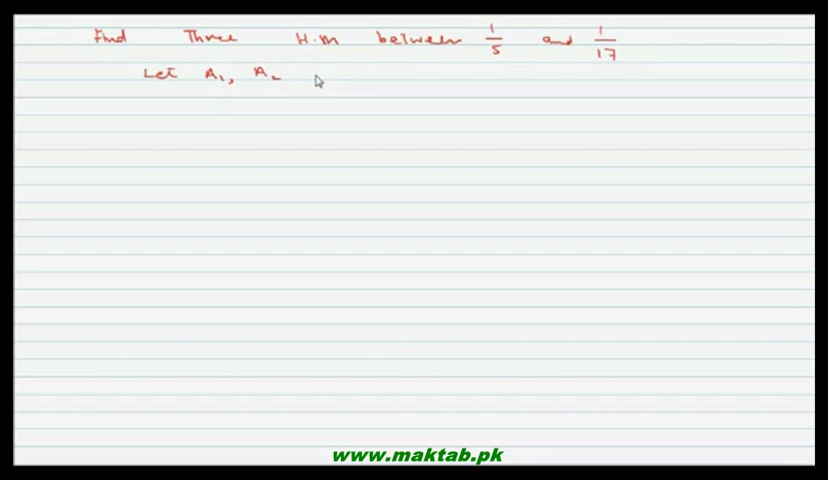 Find Three H.M between 1/5 and 1/17
Let A₁, A₂
www.maktab.pk